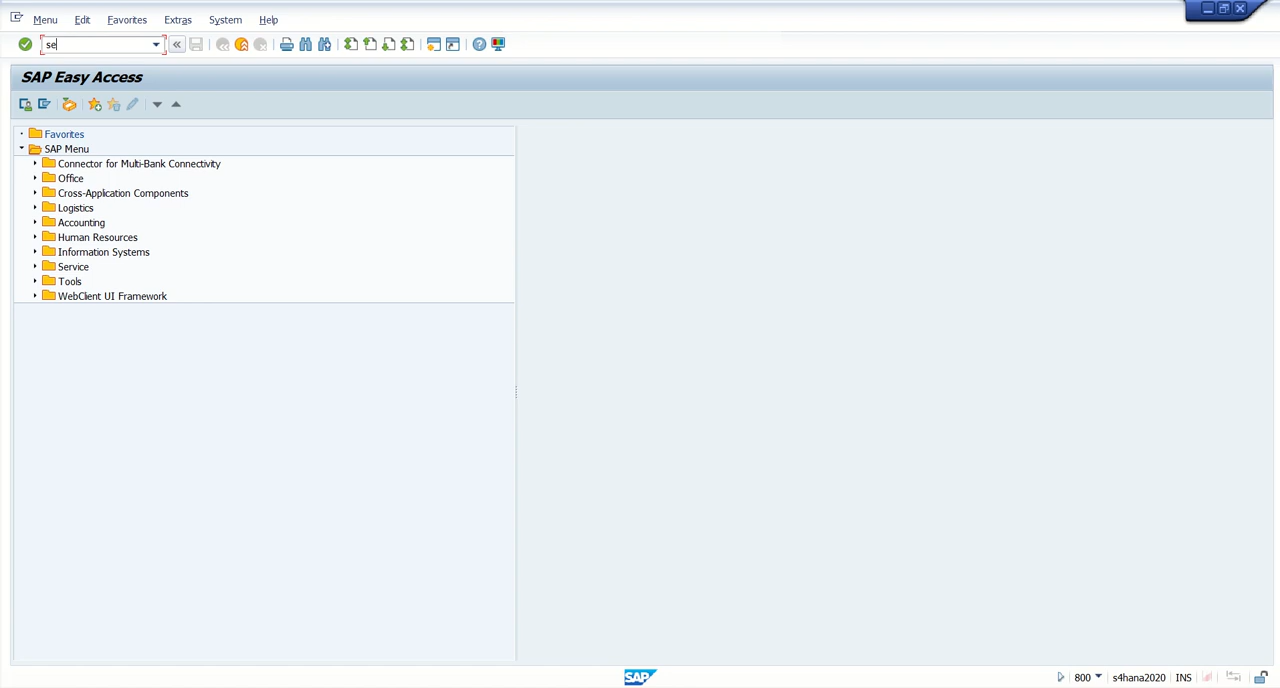 Menu Edit Favorites Extras System Help
se
SAP Easy Access
Favorites
SAP Menu
Connector for Multi-Bank Connectivity
Office
Cross-Application Components
Logistics
Accounting
Human Resources
Information Systems
Service
Tools
WebClient UI Framework
SAP 800 s4hana2020 INS